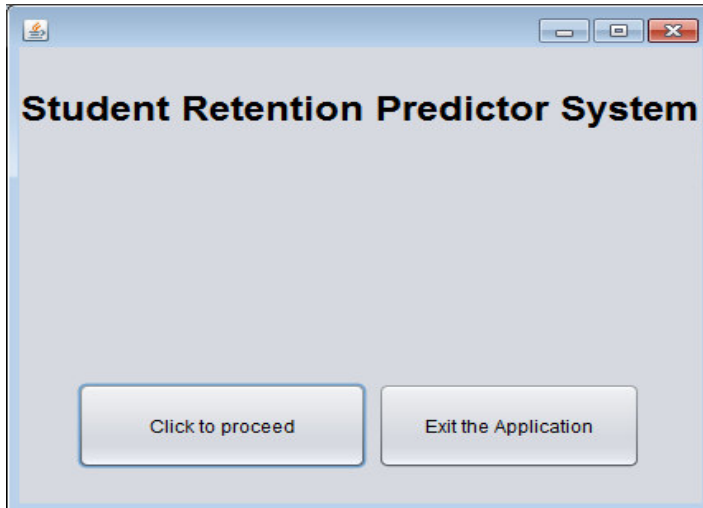 Student Retention Predictor System
Click to proceed
Exit the Application